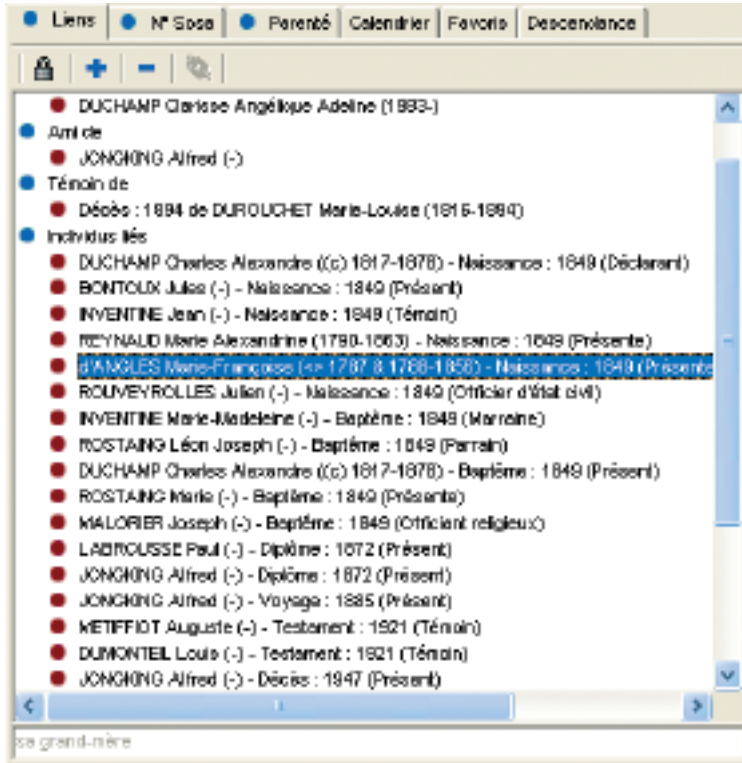 Liens N° Sosa Parenté Calendrier Favoris Descendance
DUCHAMP Clarisse Angélique Adeline (1883-)
Ami de
JONGKING Alfred (-)
Témoin de
Décès : 1894 de DUROUCHET Marie-Louise (1816-1894)
Individus liés
DUCHAMP Charles Alexandre ((c) 1817-1878) - Naissance : 1849 (Déclarant)
BONTOUX Jules (-) - Naissance : 1849 (Présent)
INVENTINE Jean (-) - Naissance : 1849 (Témoin)
REYNAUD Marie Alexandrine (1790-1863) - Naissance : 1849 (Présente)
d'ANGLES Marie-Françoise (<> 1787 & 1788-1858) - Naissance : 1849 (Présente
ROUVEYROLLES Julien (-) - Naissance : 1849 (Officier d'état civil)
INVENTINE Marie-Madeleine (-) - Baptême : 1849 (Marraine)
ROSTAING Léon Joseph (-) - Baptême : 1849 (Parrain)
DUCHAMP Charles Alexandre ((c) 1817-1878) - Baptême : 1849 (Présent)
ROSTAING Marie (-) - Baptême : 1849 (Présente)
MALORIER Joseph (-) - Baptême : 1849 (Officiant religieux)
LABROUSSE Paul (-) - Diplôme : 1872 (Présent)
JONGKING Alfred (-) - Diplôme : 1872 (Présent)
JONGKING Alfred (-) - Voyage : 1885 (Présent)
METIFFIOT Auguste (-) - Testament : 1921 (Témoin)
DUMONTEIL Louis (-) - Testament : 1921 (Témoin)
JONGKING Alfred (-) - Décès : 1947 (Présent)
sa grand-mère